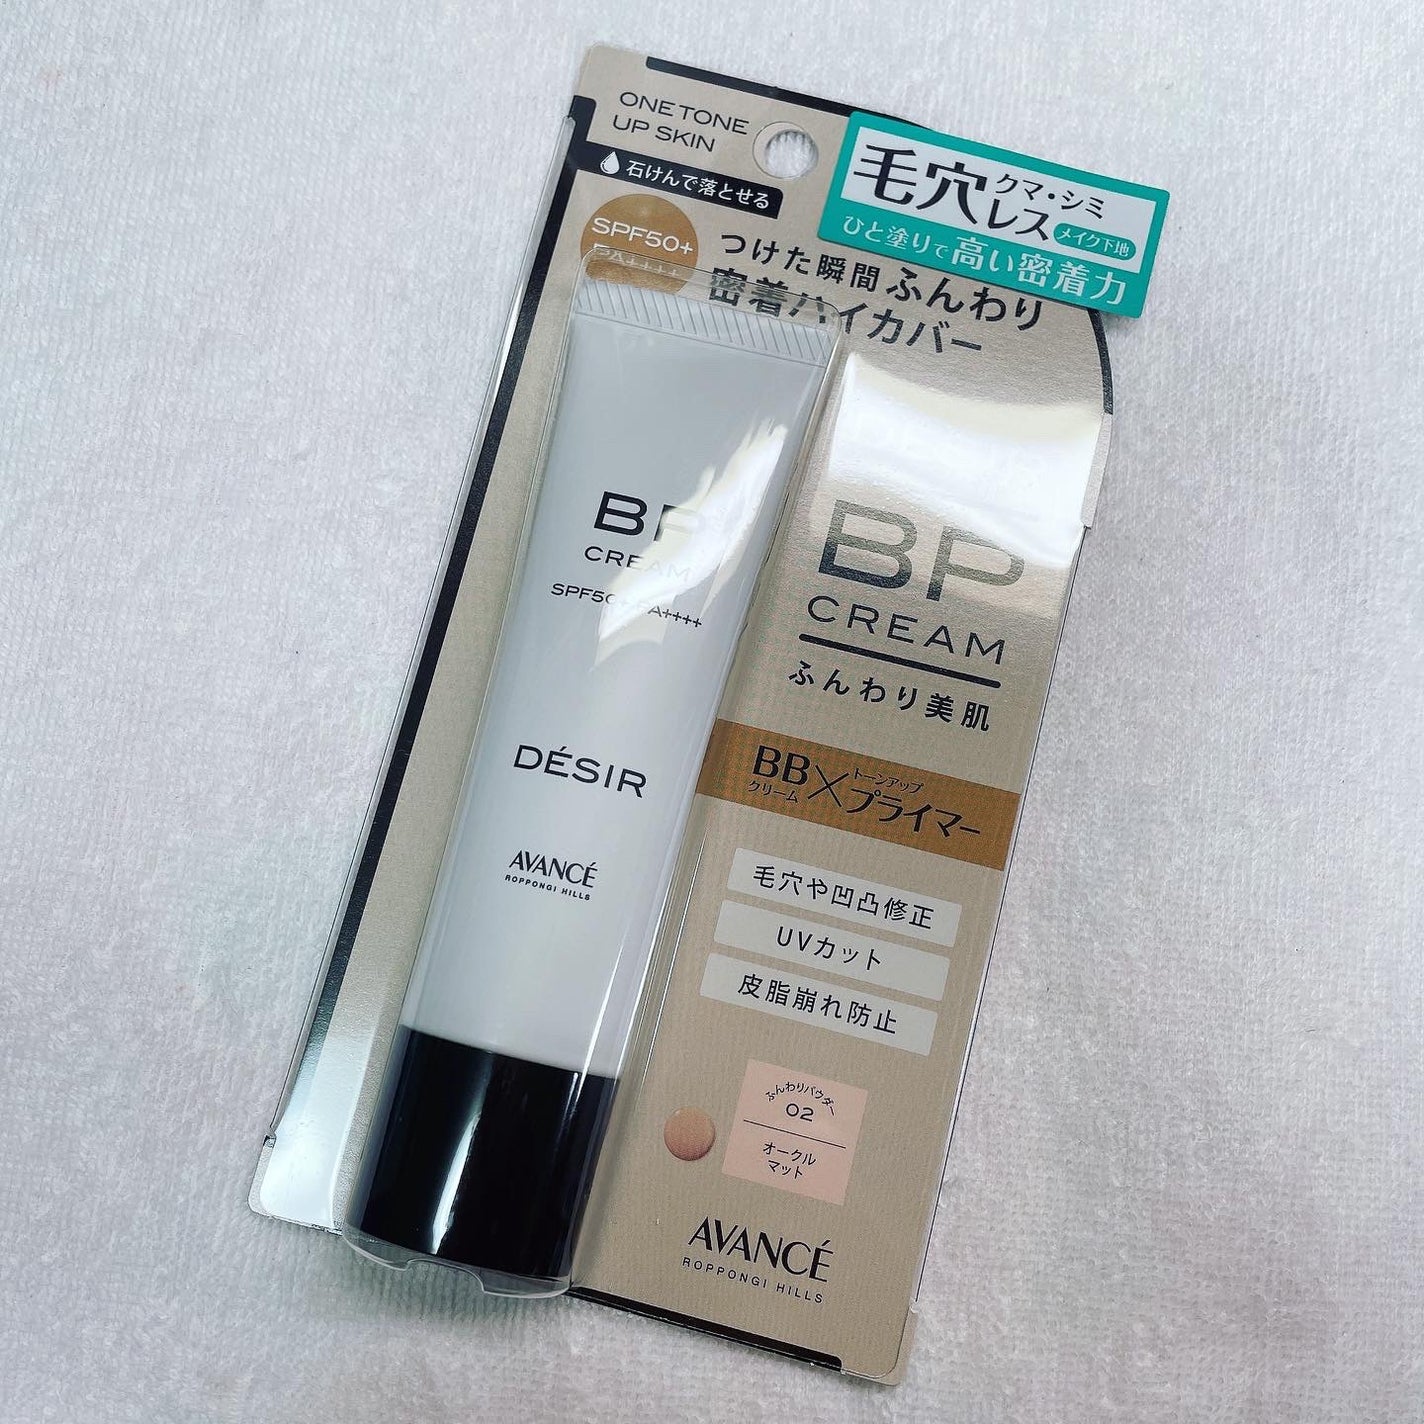 ONE TONE
UP SKIN
石けんで落とせる
SPF50+
PA++++
毛穴レス
クマ・シミ
メイク下地
ひと塗りで高い密着力
つけた瞬間ふんわり
密着ハイカバー
BP
CREAM
SPF50+ PA++++
DÉSIR
AVANCÉ
ROPPONGI HILLS
BP
CREAM
ふんわり美肌
BBクリーム×トーンアッププライマー
毛穴や凹凸修正
UVカット
皮脂崩れ防止
ふんわりパウダー
02
オークル
マット
AVANCÉ
ROPPONGI HILLS